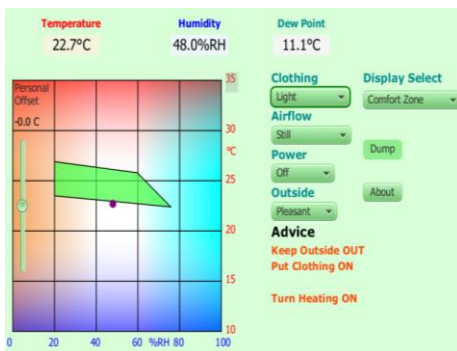 Temperature Humidity Dew Point
22.7°C 48.0%RH 11.1°C
Clothing Display Select
Light Comfort Zone
Airflow
Still
Power Dump
Off
Outside About
Pleasant
Advice
Keep Outside OUT
Put Clothing ON
Turn Heating ON
Personal
Offset
-0.0 C
35
30
°C
25
20
15
10
0 20 40 60 %RH 80 100